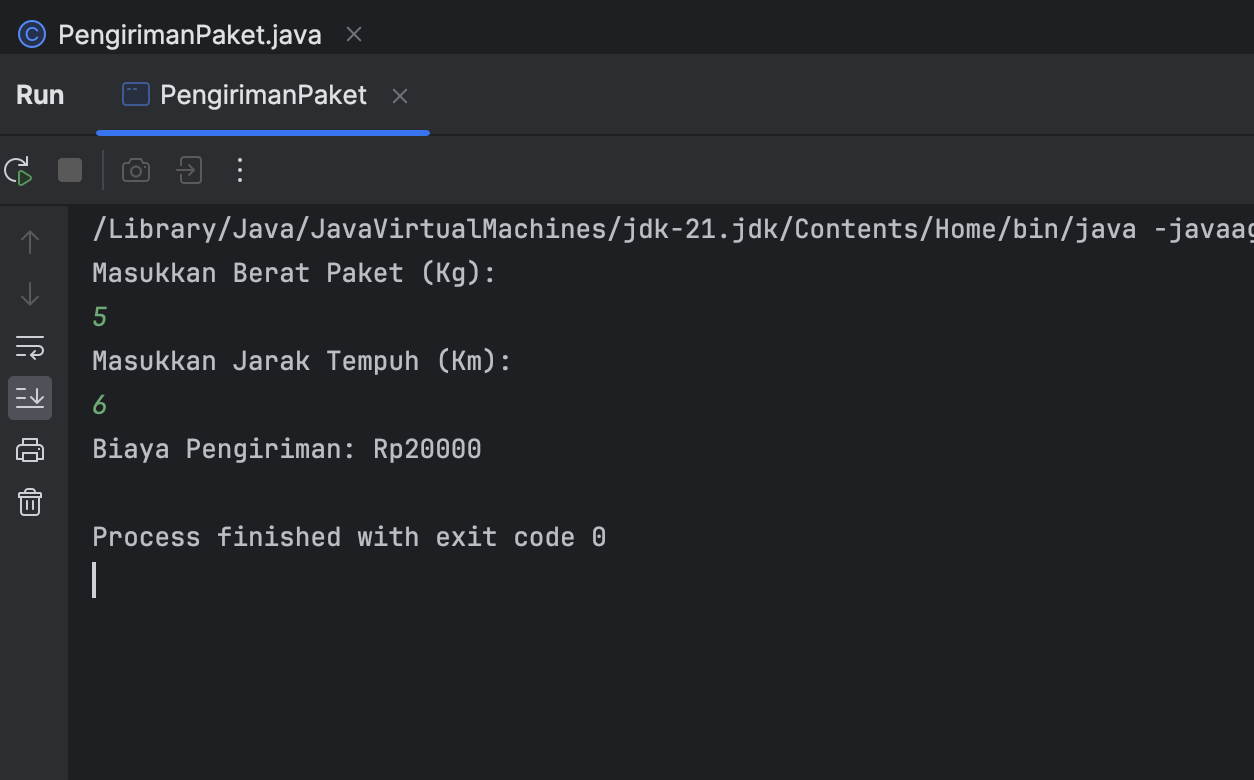 PengirimanPaket.java
Run PengirimanPaket
/Library/Java/JavaVirtualMachines/jdk-21.jdk/Contents/Home/bin/java -javaag
Masukkan Berat Paket (Kg):
5
Masukkan Jarak Tempuh (Km):
6
Biaya Pengiriman: Rp20000
Process finished with exit code 0